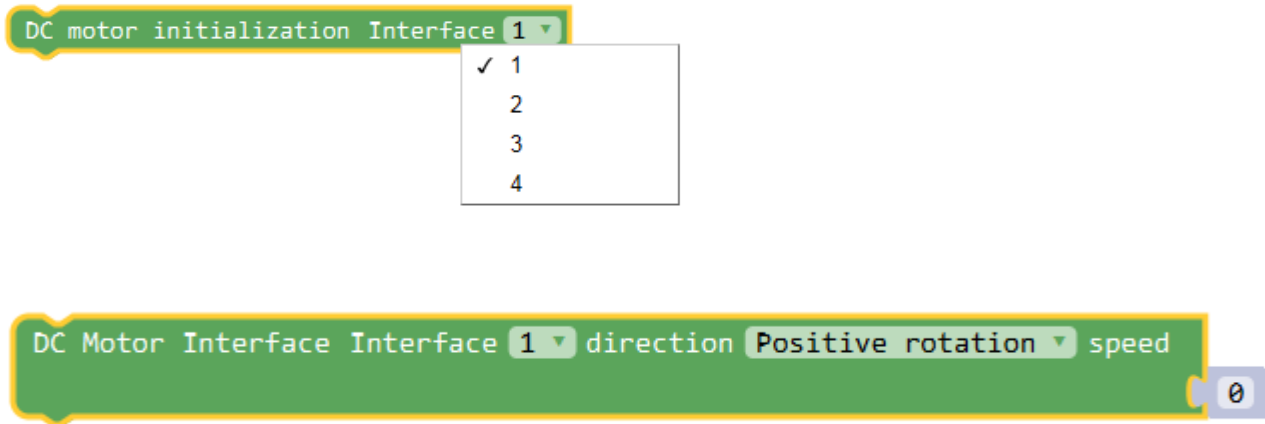 DC motor initialization Interface 1
✓ 1
2
3
4
DC Motor Interface Interface 1 direction Positive rotation speed
0